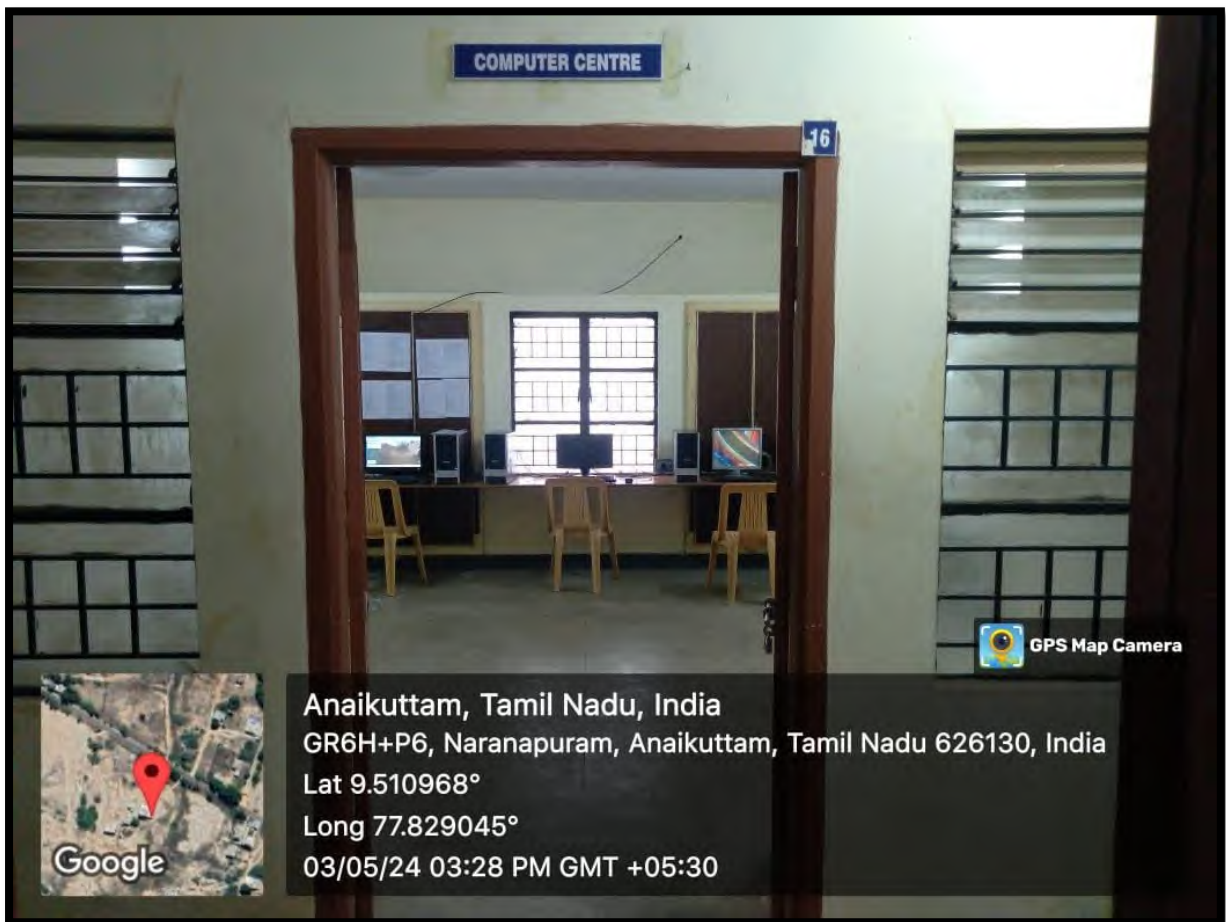 COMPUTER CENTRE
16
GPS Map Camera
Anaikuttam, Tamil Nadu, India
GR6H+P6, Naranapuram, Anaikuttam, Tamil Nadu 626130, India
Lat 9.510968°
Long 77.829045°
03/05/24 03:28 PM GMT +05:30
Google